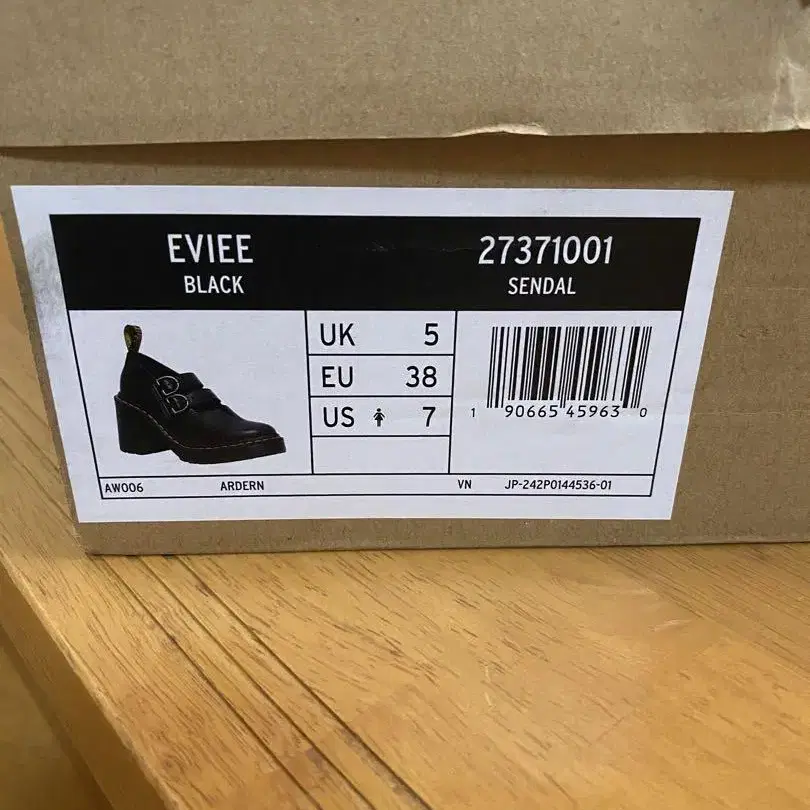 EVIEE
BLACK
27371001
SENDAL
UK 5
EU 38
US 7
1 90665 45963 0
AW006 ARDERN VN JP-242P0144536-01